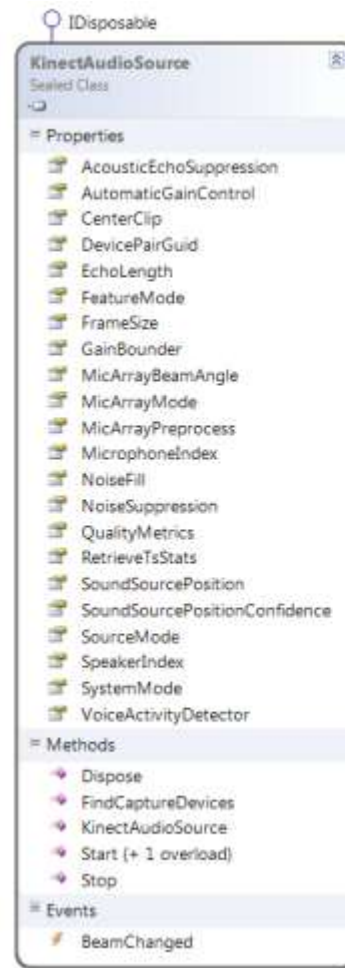 IDisposable
KinectAudioSource
Sealed Class
Properties
AcousticEchoSuppression
AutomaticGainControl
CenterClip
DevicePairGuid
EchoLength
FeatureMode
FrameSize
GainBounder
MicArrayBeamAngle
MicArrayMode
MicArrayPreprocess
MicrophoneIndex
NoiseFill
NoiseSuppression
QualityMetrics
RetrieveTsStats
SoundSourcePosition
SoundSourcePositionConfidence
SourceMode
SpeakerIndex
SystemMode
VoiceActivityDetector
Methods
Dispose
FindCaptureDevices
KinectAudioSource
Start (+ 1 overload)
Stop
Events
BeamChanged